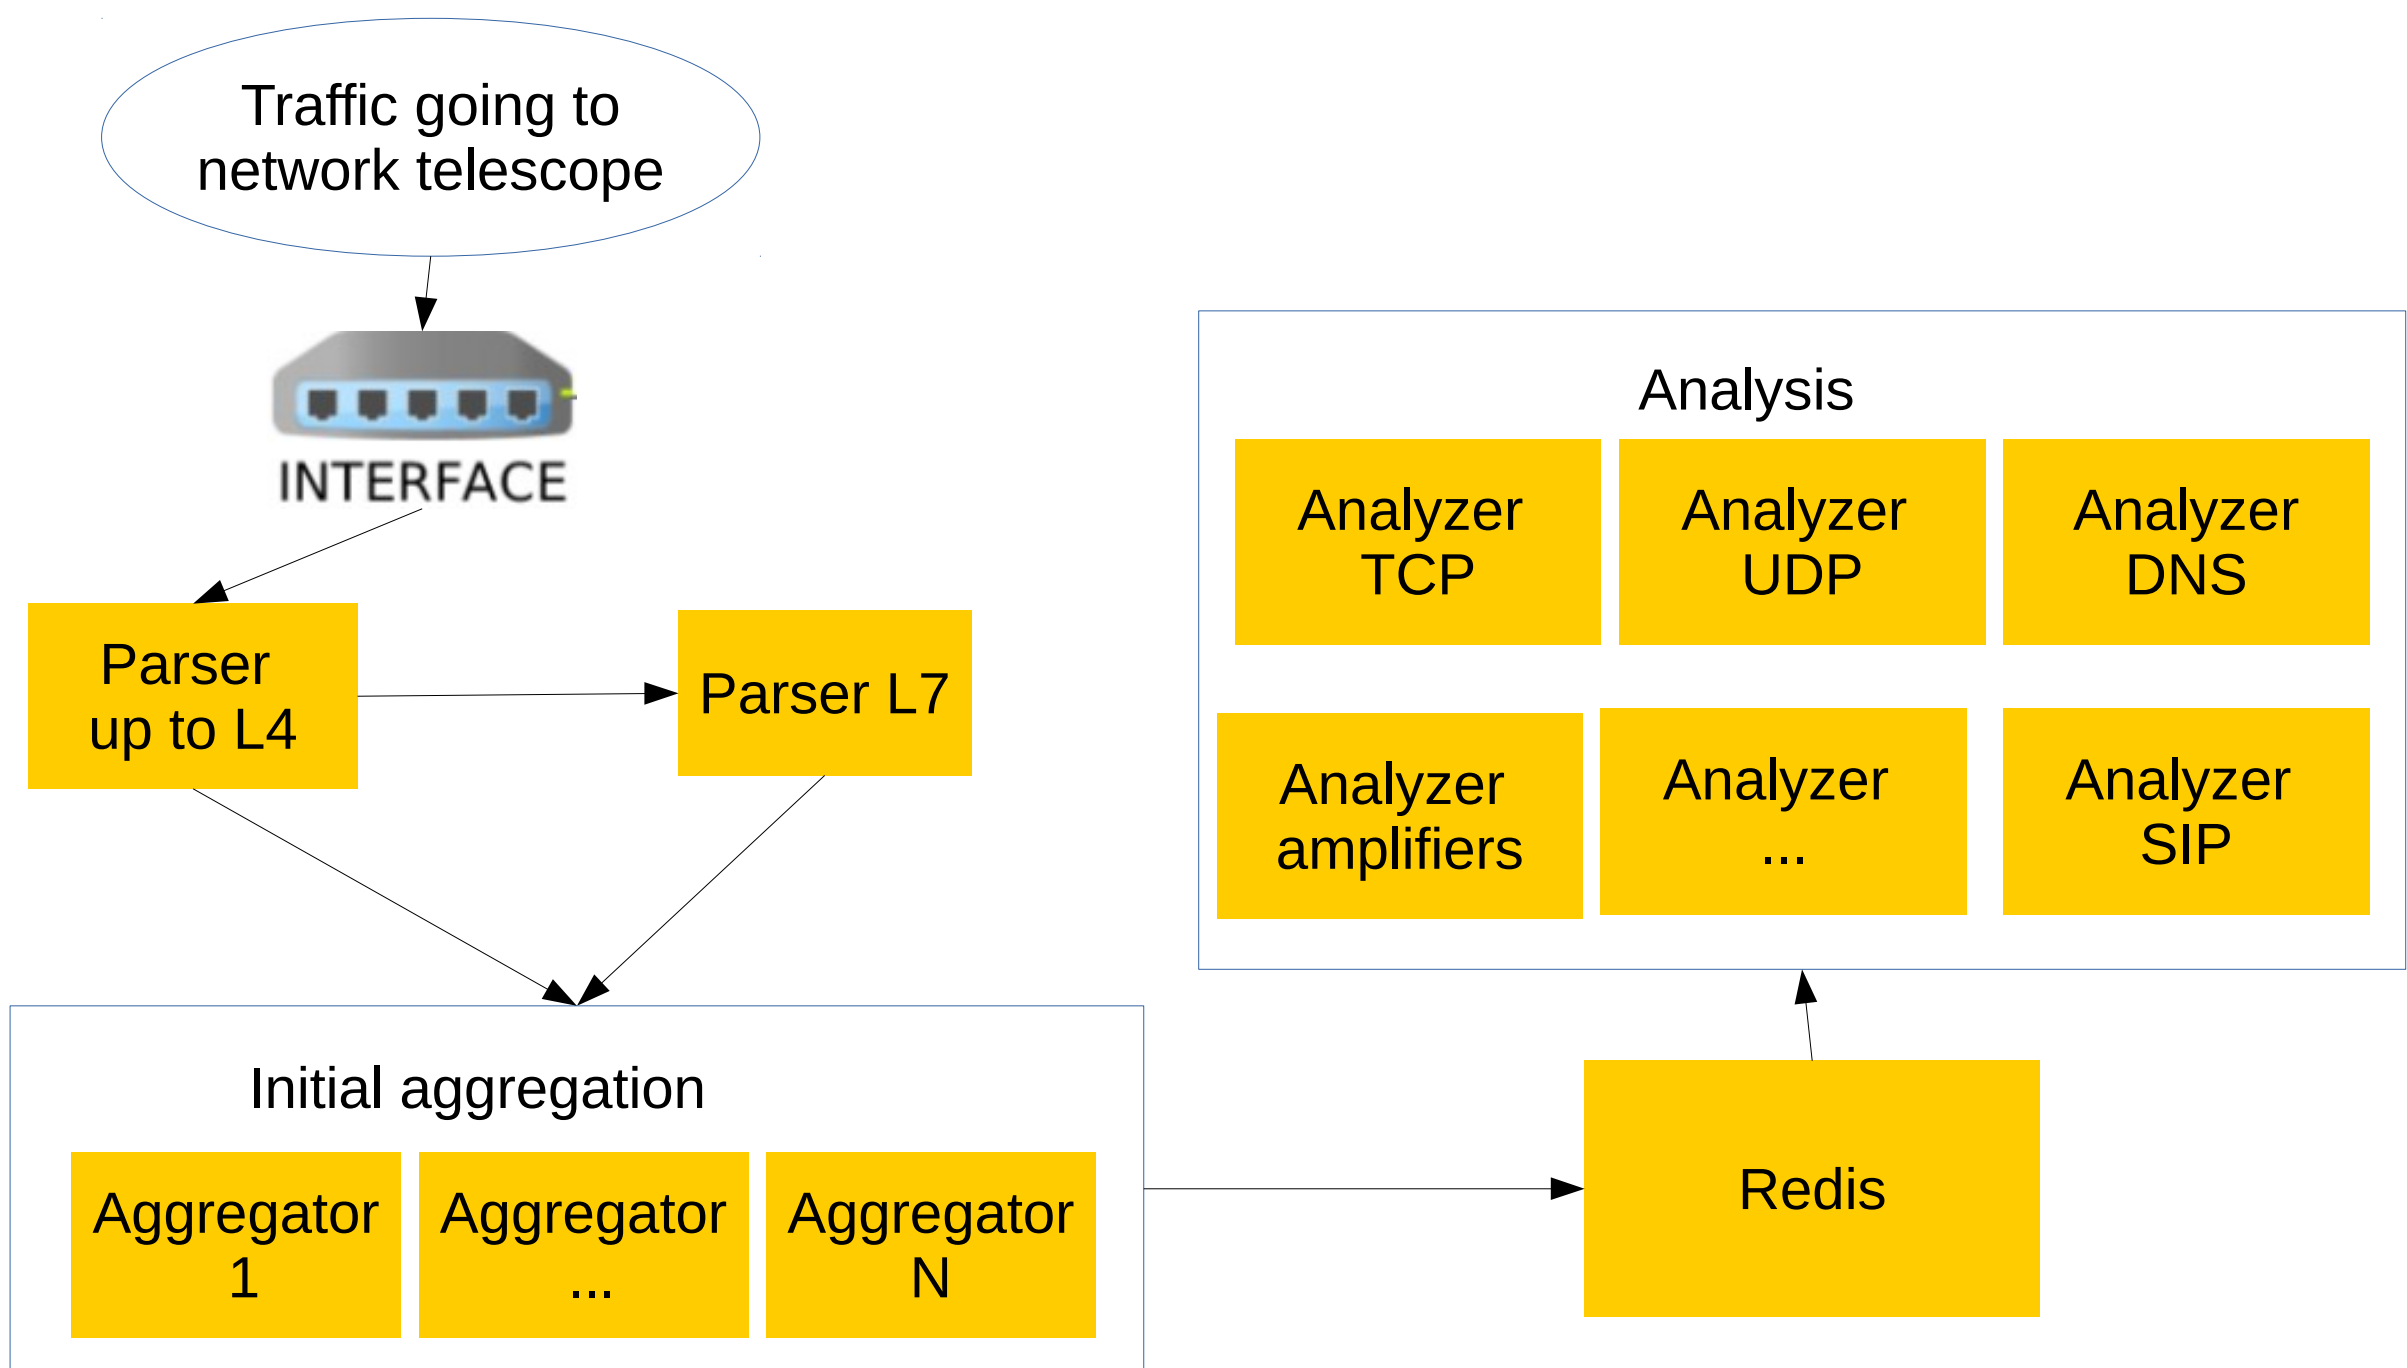 Traffic going to
network telescope
INTERFACE
Parser
up to L4
Parser L7
Initial aggregation
Aggregator
1
Aggregator
...
Aggregator
N
Redis
Analysis
Analyzer
TCP
Analyzer
UDP
Analyzer
DNS
Analyzer
amplifiers
Analyzer
...
Analyzer
SIP